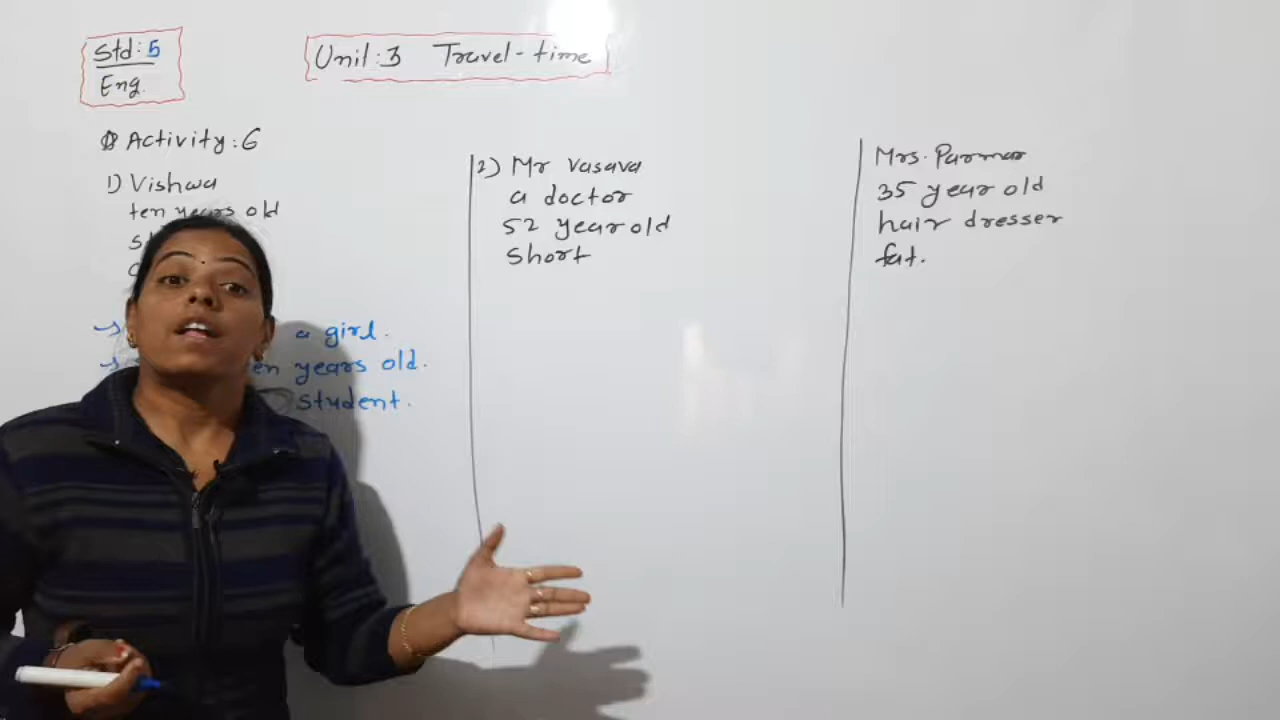 Std: 5
Eng.
Unit: 3 Travel-time
Activity: 6
1) Vishwa
ten years old
a girl.
years old.
student.
2) Mr Vasava
a doctor
52 year old
short
Mrs. Parmar
35 year old
hair dresser
fat.